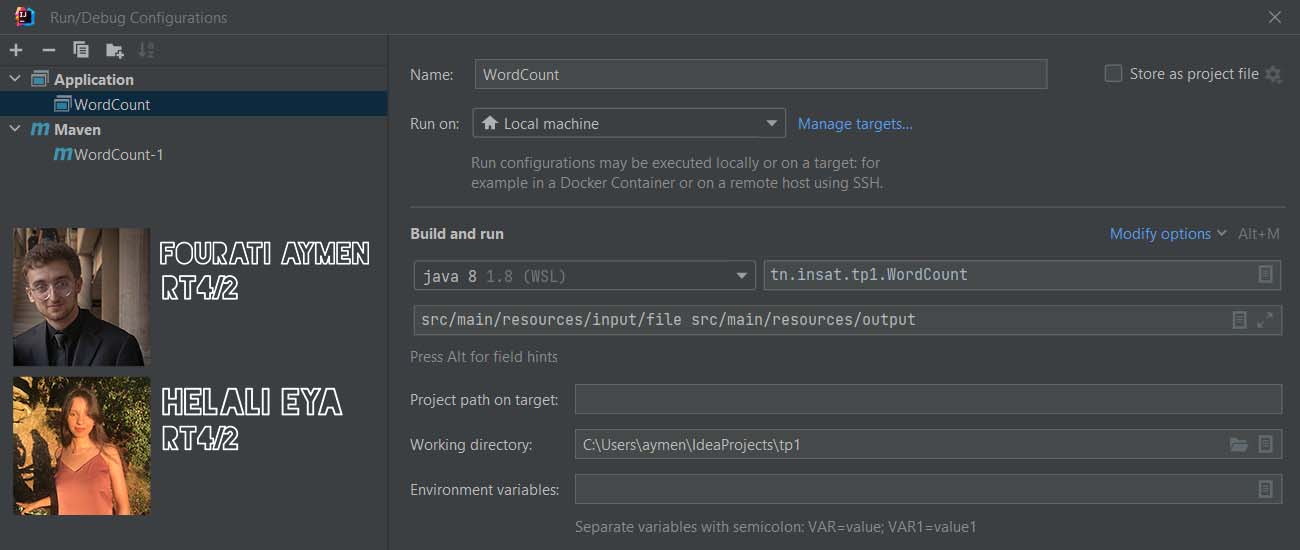 Run/Debug Configurations
Application
WordCount
Maven
WordCount-1
FOURATI AYMEN
RT4/2
HELALI EYA
RT4/2
Name: WordCount
Store as project file
Run on: Local machine
Manage targets...
Run configurations may be executed locally or on a target: for
example in a Docker Container or on a remote host using SSH.
Build and run
Modify options Alt+M
java 8 1.8 (WSL)
tn.insat.tp1.WordCount
src/main/resources/input/file src/main/resources/output
Press Alt for field hints
Project path on target:
Working directory: C:\Users\aymen\IdeaProjects\tp1
Environment variables:
Separate variables with semicolon: VAR=value; VAR1=value1